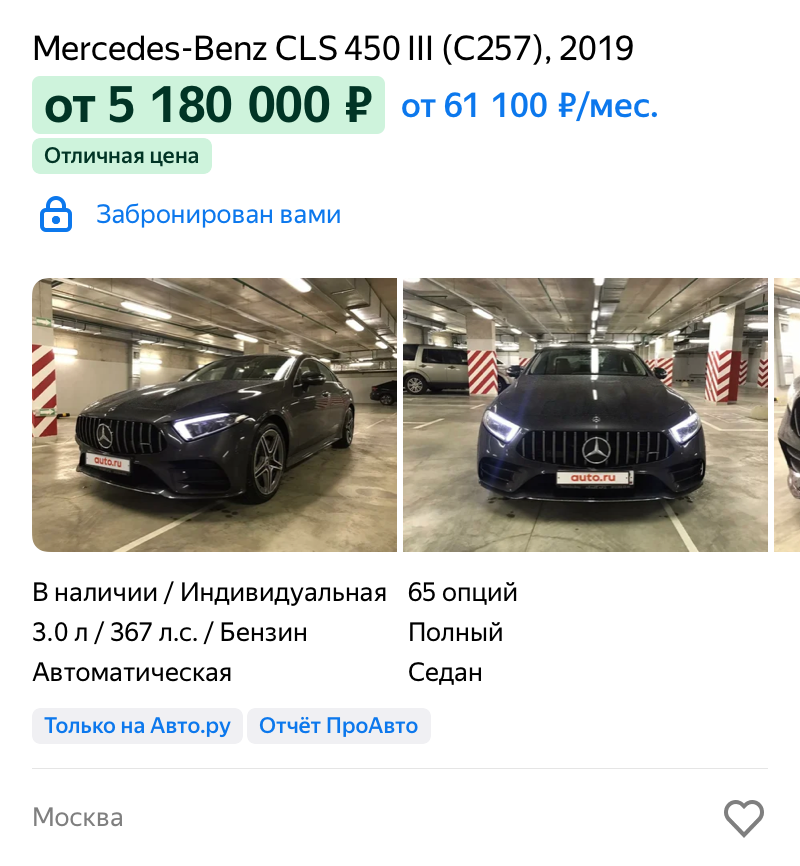 Mercedes-Benz CLS 450 III (C257), 2019
от 5 180 000 ₽ от 61 100 ₽/мес.
Отличная цена
Забронирован вами
auto.ru
auto.ru
В наличии / Индивидуальная 65 опций
3.0 л / 367 л.с. / Бензин Полный
Автоматическая Седан
Только на Авто.ру Отчёт ПроАвто
Москва